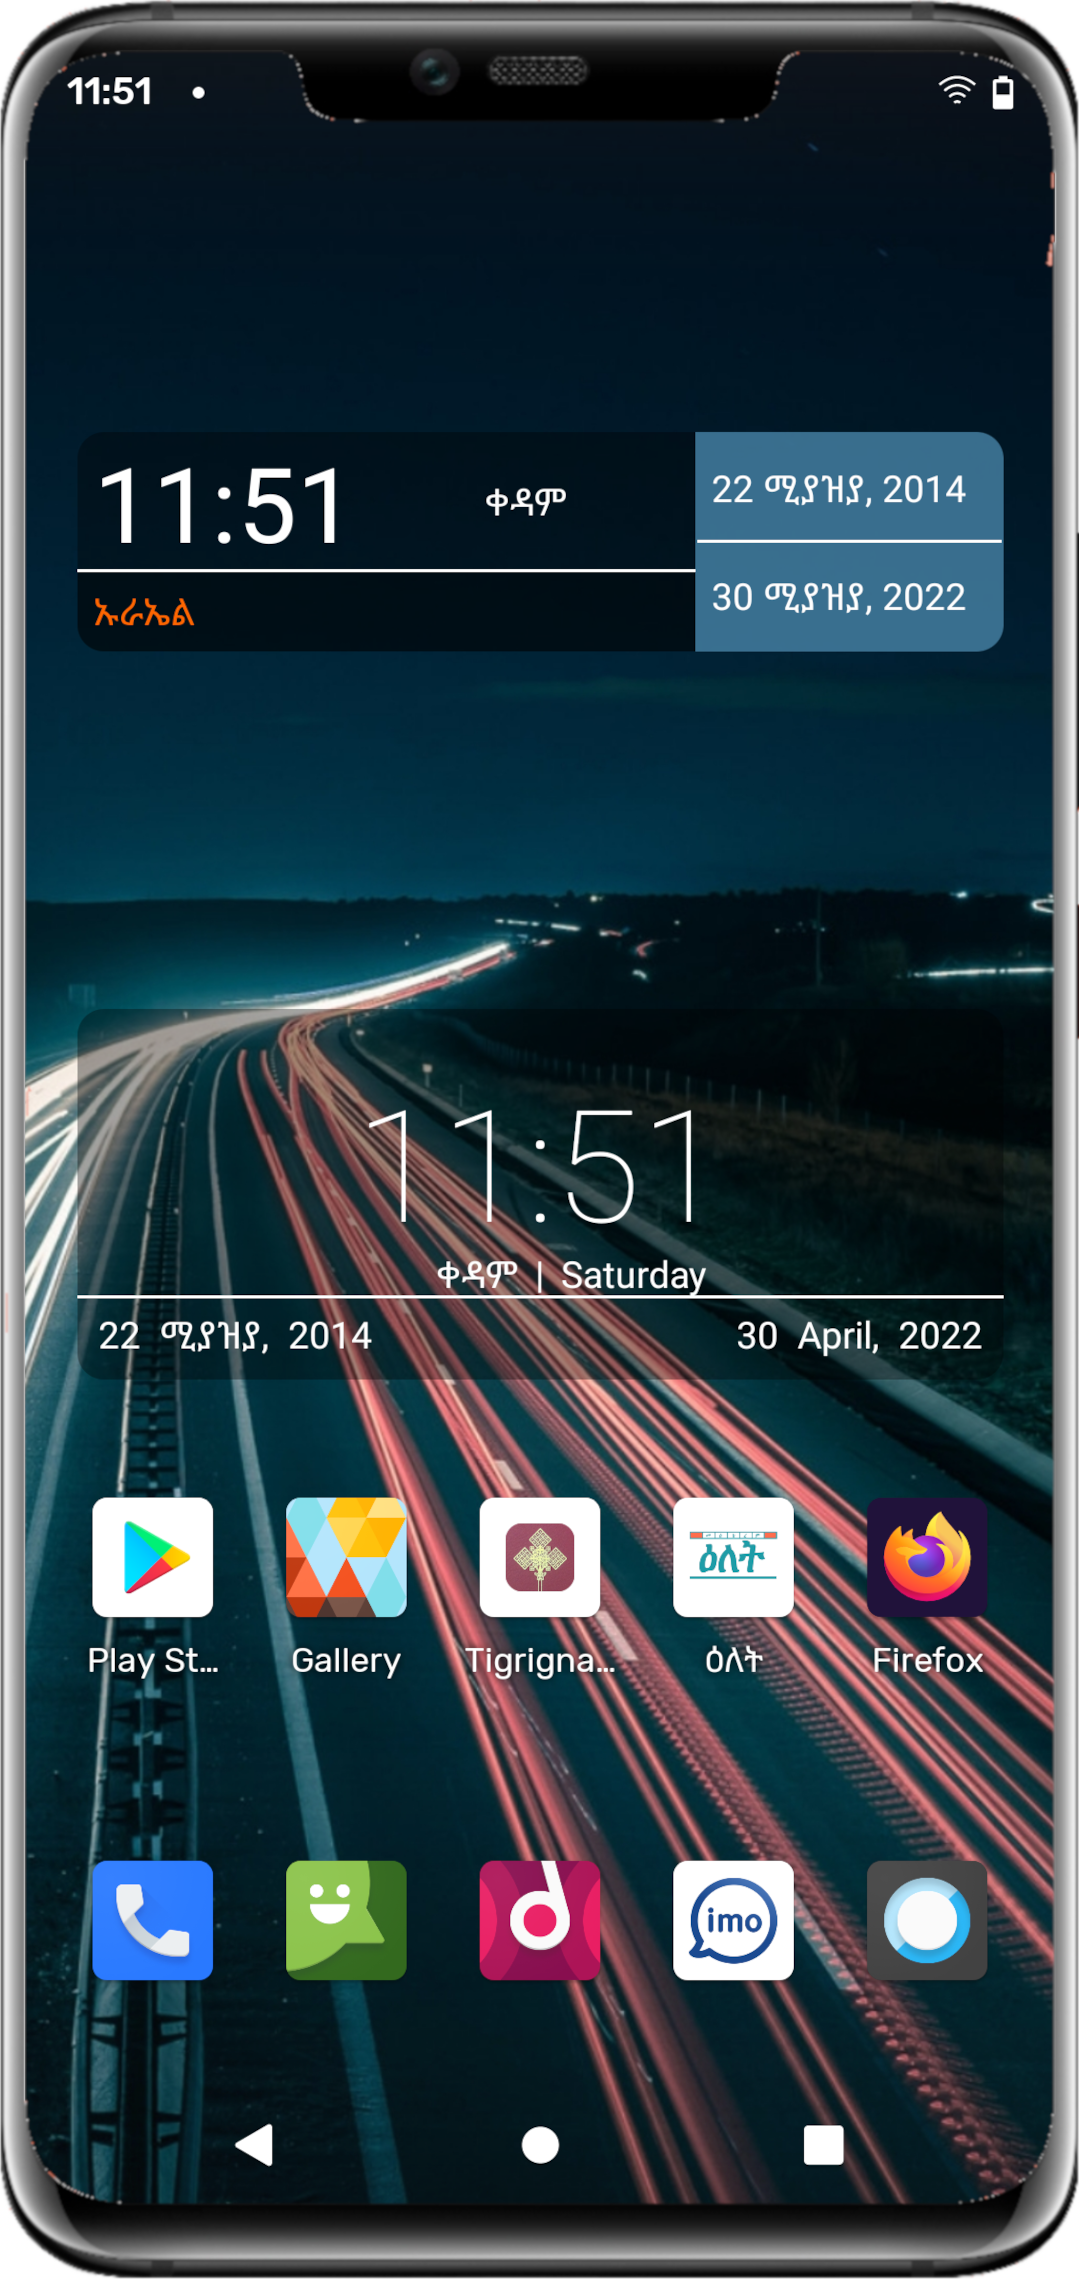 11:51
11:51
ቀዳም
22 ሚያዝያ, 2014
ኡራኤል
30 ሚያዝያ, 2022
11:51
ቀዳም | Saturday
22 ሚያዝያ, 2014
30 April, 2022
ዕለት
Play St...
Gallery
Tigrigna...
ዕለት
Firefox
imo